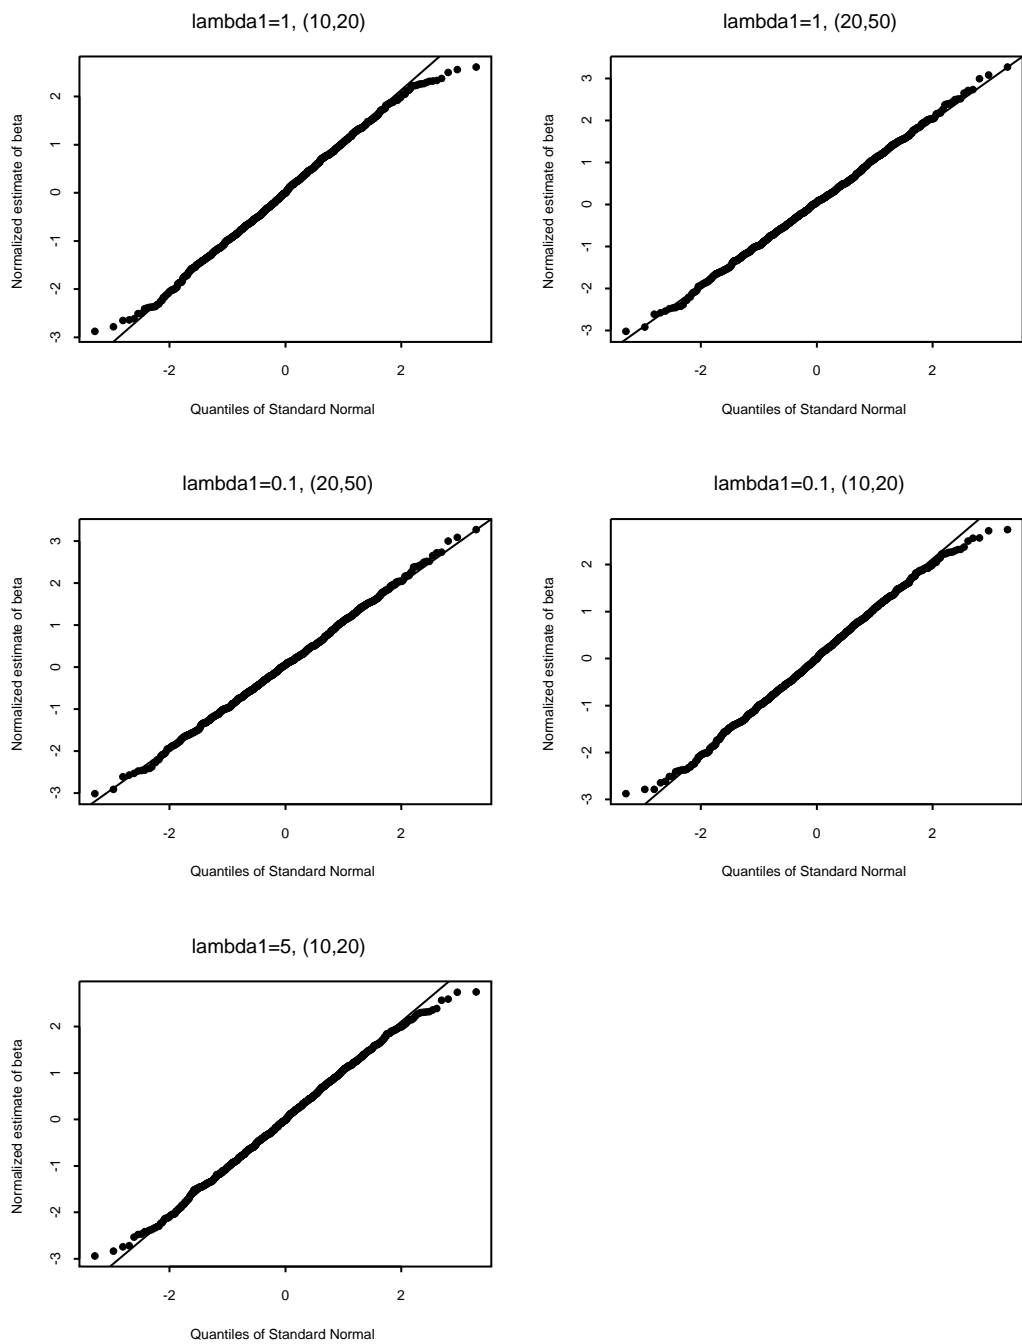 lambda1=1, (10,20)
Normalized estimate of beta
2
1
0
-1
-2
-3
-2 0 2
Quantiles of Standard Normal
lambda1=1, (20,50)
Normalized estimate of beta
3
2
1
0
-1
-2
-3
-2 0 2
Quantiles of Standard Normal
lambda1=0.1, (20,50)
Normalized estimate of beta
3
2
1
0
-1
-2
-3
-2 0 2
Quantiles of Standard Normal
lambda1=0.1, (10,20)
Normalized estimate of beta
2
1
0
-1
-2
-3
-2 0 2
Quantiles of Standard Normal
lambda1=5, (10,20)
Normalized estimate of beta
2
1
0
-1
-2
-3
-2 0 2
Quantiles of Standard Normal